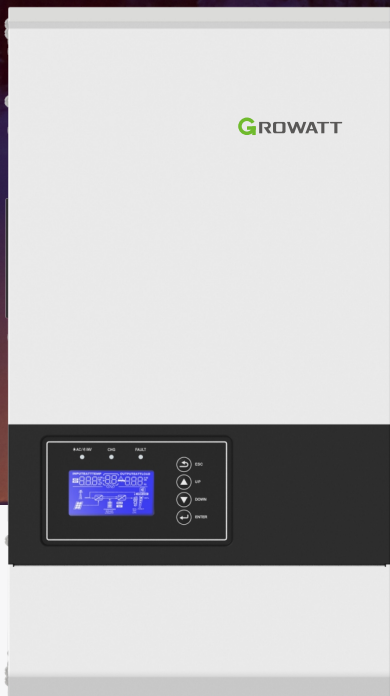 GROWATT
AC/INV
CHG
FAULT
ESC
UP
DOWN
ENTER